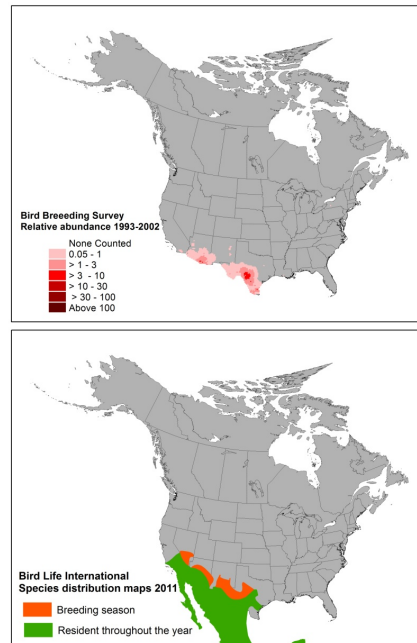 Bird Breeding Survey
Relative abundance 1993-2002
None Counted
0.05 - 1
> 1 - 3
> 3 - 10
> 10 - 30
> 30 - 100
Above 100
Bird Life International
Species distribution maps 2011
Breeding season
Resident throughout the year